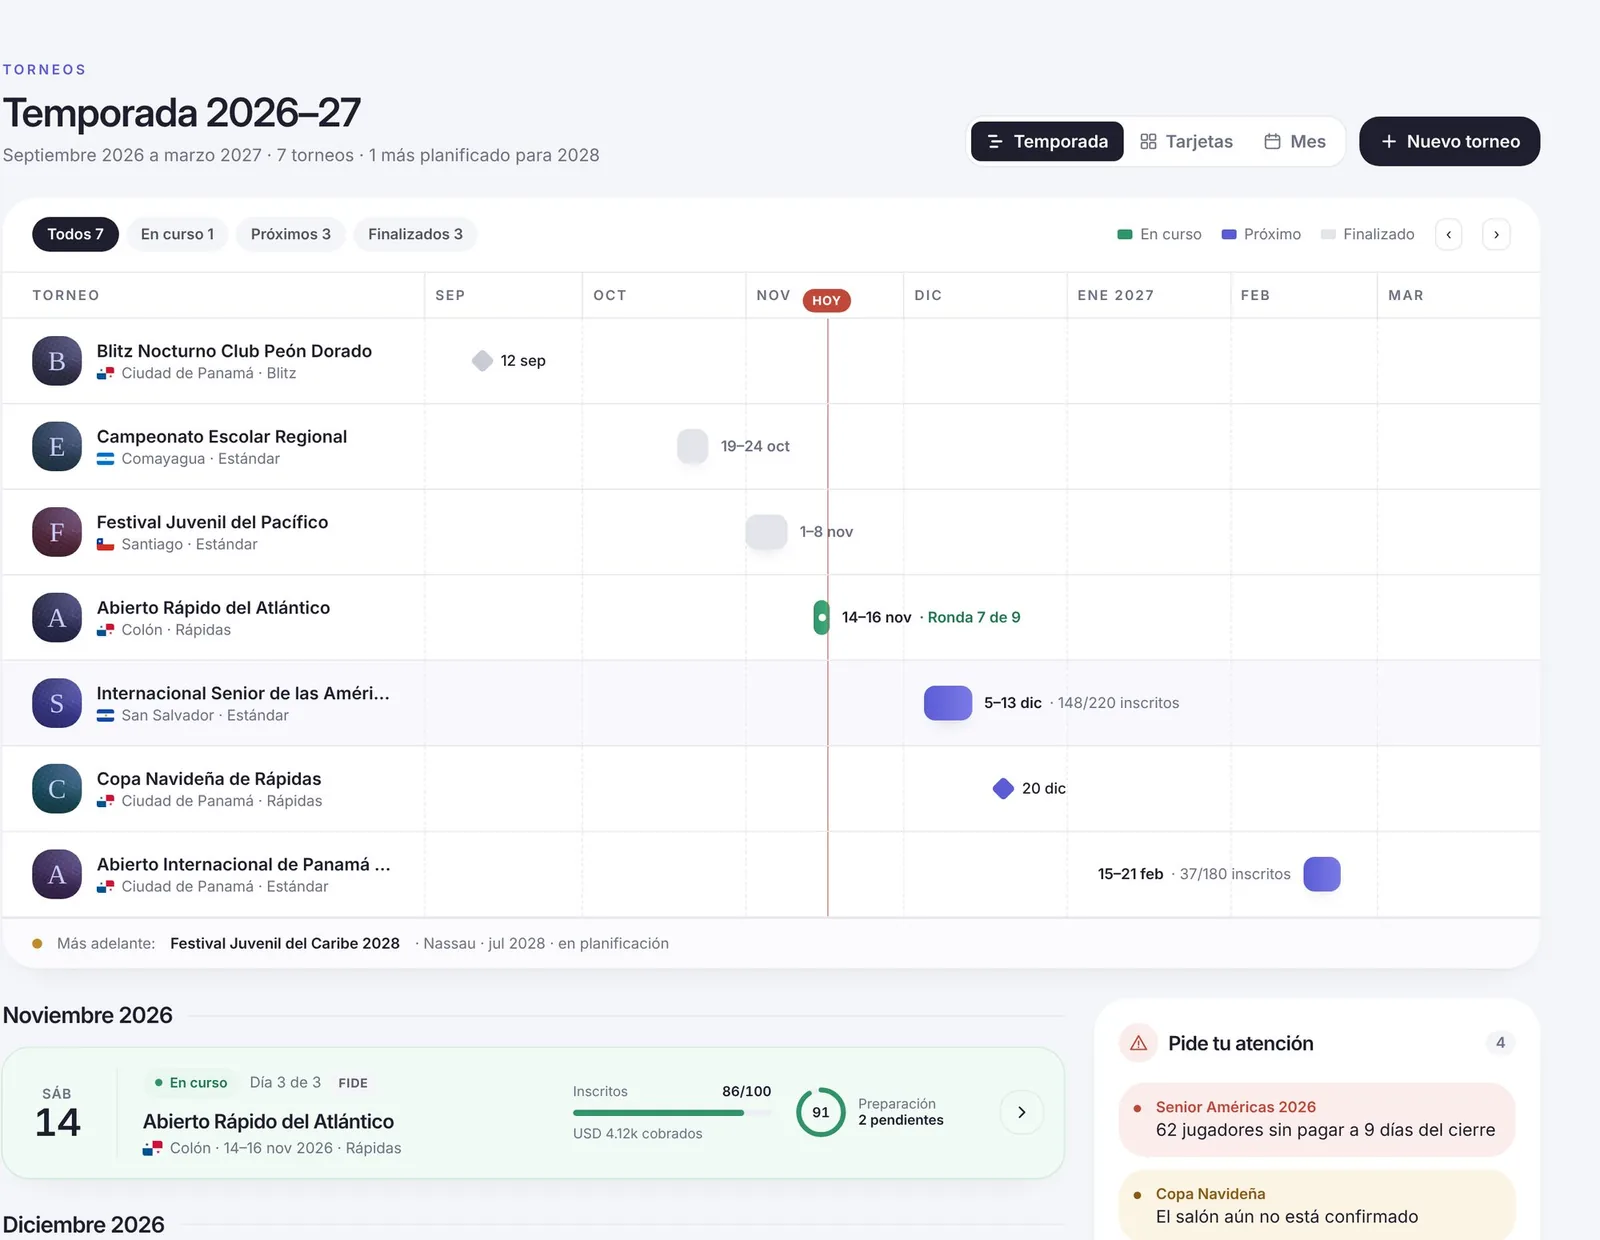 TORNEOS
Temporada 2026–27
Septiembre 2026 a marzo 2027 · 7 torneos · 1 más planificado para 2028
Temporada
Tarjetas
Mes
+ Nuevo torneo
Todos 7
En curso 1
Próximos 3
Finalizados 3
En curso
Próximo
Finalizado
‹
›
TORNEO
SEP
OCT
NOV
HOY
DIC
ENE 2027
FEB
MAR
B
Blitz Nocturno Club Peón Dorado
Ciudad de Panamá · Blitz
12 sep
E
Campeonato Escolar Regional
Comayagua · Estándar
19–24 oct
F
Festival Juvenil del Pacífico
Santiago · Estándar
1–8 nov
A
Abierto Rápido del Atlántico
Colón · Rápidas
14–16 nov · Ronda 7 de 9
S
Internacional Senior de las Améri...
San Salvador · Estándar
5–13 dic · 148/220 inscritos
C
Copa Navideña de Rápidas
Ciudad de Panamá · Rápidas
20 dic
A
Abierto Internacional de Panamá ...
Ciudad de Panamá · Estándar
15–21 feb · 37/180 inscritos
Más adelante: Festival Juvenil del Caribe 2028 · Nassau · jul 2028 · en planificación
Noviembre 2026
SÁB
14
En curso
Día 3 de 3
FIDE
Abierto Rápido del Atlántico
Colón · 14–16 nov 2026 · Rápidas
Inscritos 86/100
USD 4.12k cobrados
91
Preparación
2 pendientes
Diciembre 2026
Pide tu atención
4
Senior Américas 2026
62 jugadores sin pagar a 9 días del cierre
Copa Navideña
El salón aún no está confirmado